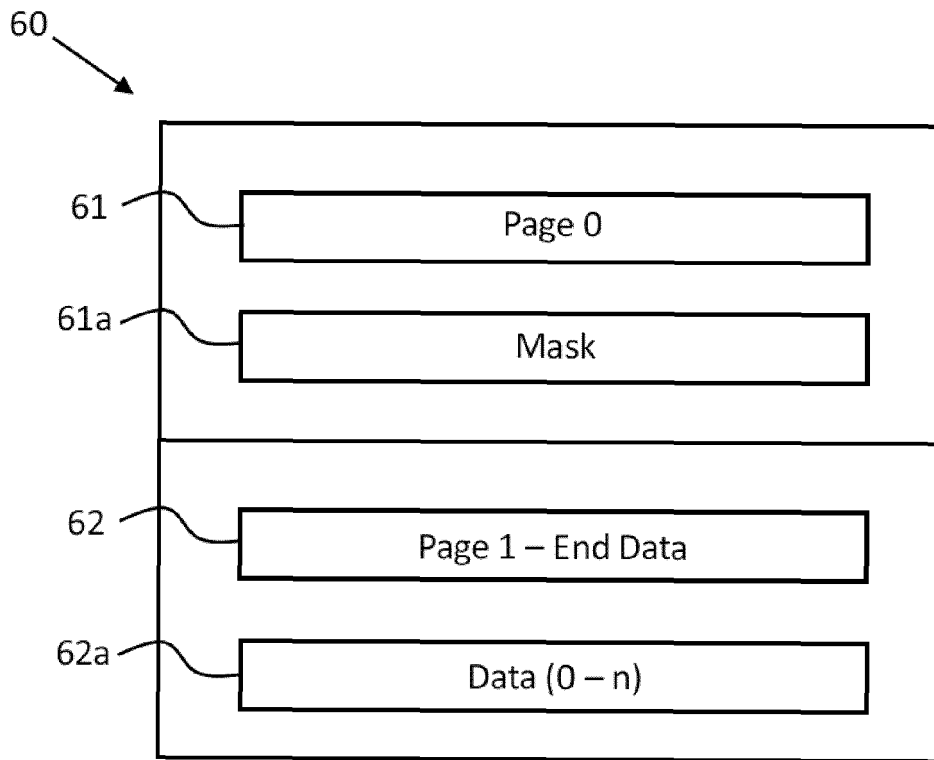 60
61
Page 0
61a
Mask
62
Page 1 – End Data
62a
Data (0 – n)